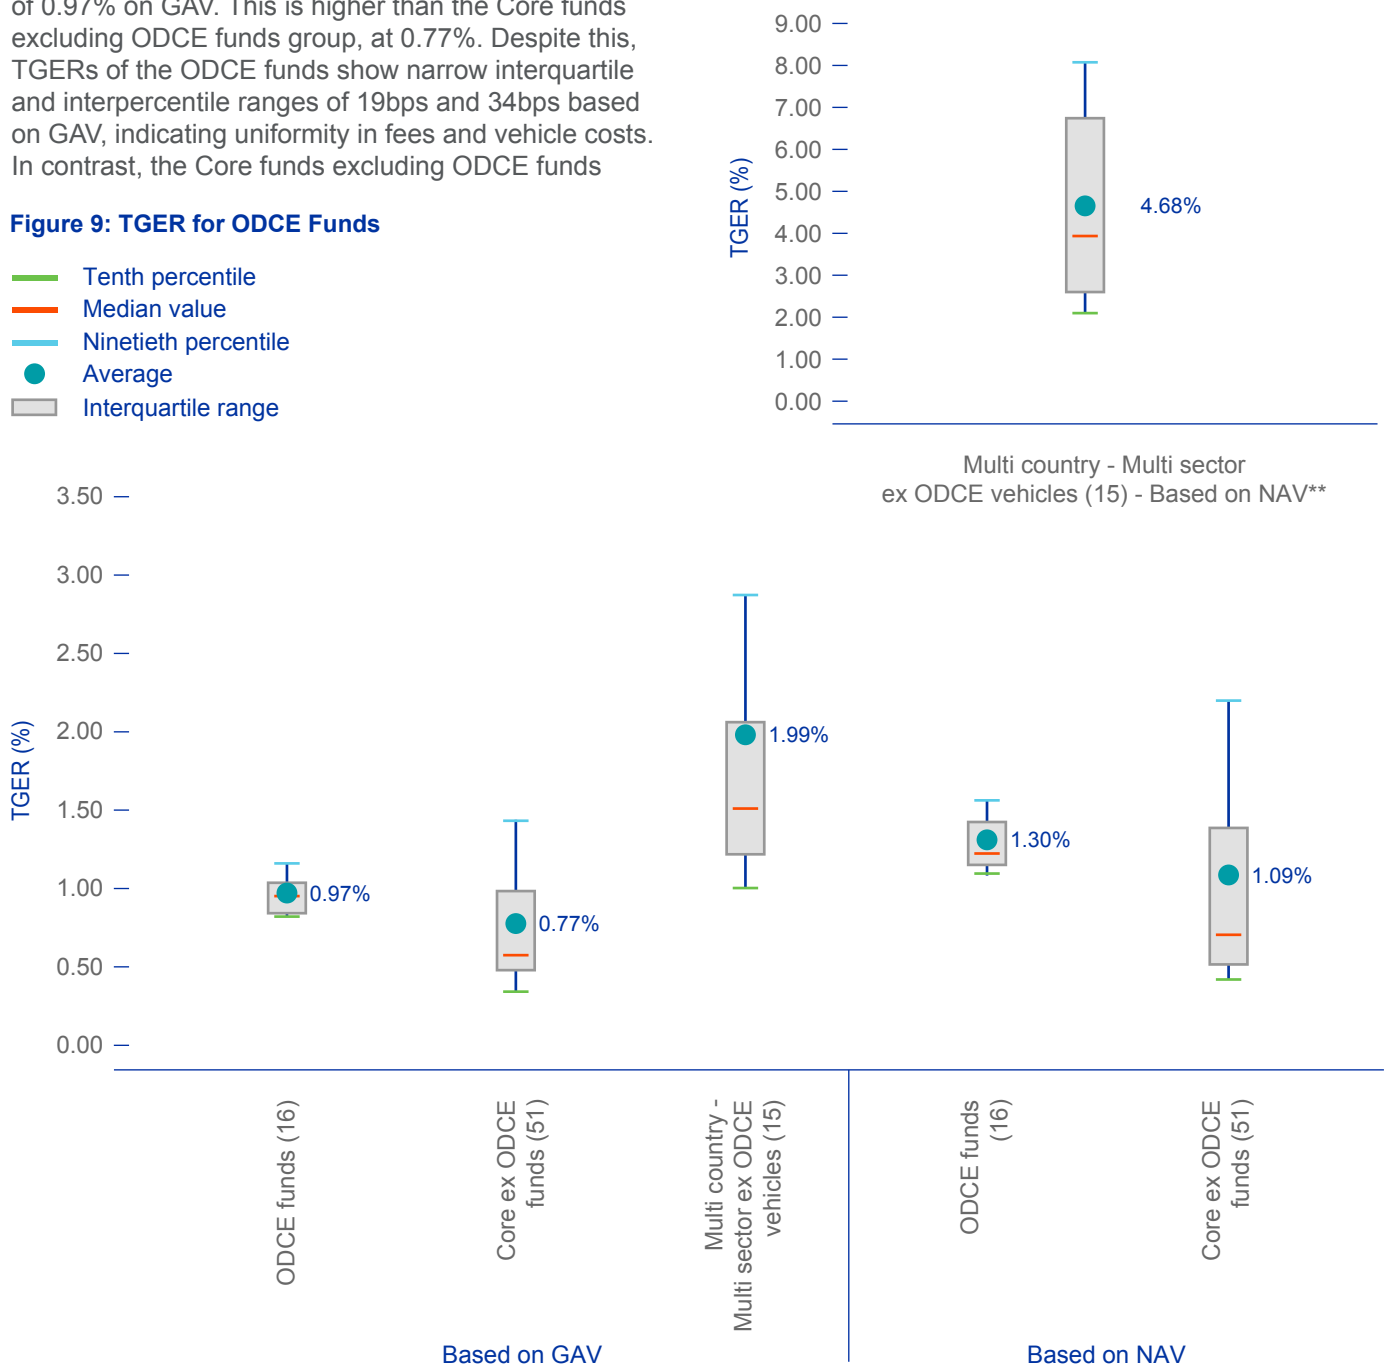 of 0.97% on GAV. This is higher than the Core funds
excluding ODCE funds group, at 0.77%. Despite this,
TGERs of the ODCE funds show narrow interquartile
and interpercentile ranges of 19bps and 34bps based
on GAV, indicating uniformity in fees and vehicle costs.
In contrast, the Core funds excluding ODCE funds
Figure 9: TGER for ODCE Funds
Tenth percentile
Median value
Ninetieth percentile
Average
Interquartile range
TGER (%)
9.00
8.00
7.00
6.00
5.00
4.00
3.00
2.00
1.00
0.00
4.68%
Multi country - Multi sector
ex ODCE vehicles (15) - Based on NAV**
TGER (%)
3.50
3.00
2.50
2.00
1.50
1.00
0.50
0.00
0.97%
0.77%
1.99%
1.30%
1.09%
ODCE funds (16)
Core ex ODCE
funds (51)
Multi country -
Multi sector ex ODCE
vehicles (15)
ODCE funds
(16)
Core ex ODCE
funds (51)
Based on GAV
Based on NAV